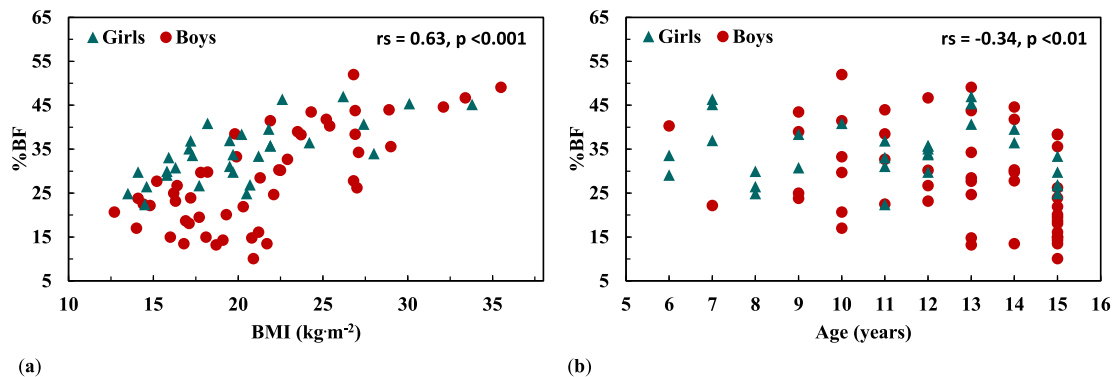 65
55
45
35
25
15
5
%BF
Girls Boys
rs = 0.63, p <0.001
10 15 20 25 30 35
BMI (kg·m-2)
(a)
65
55
45
35
25
15
5
%BF
Girls Boys
rs = -0.34, p <0.01
5 6 7 8 9 10 11 12 13 14 15 16
Age (years)
(b)